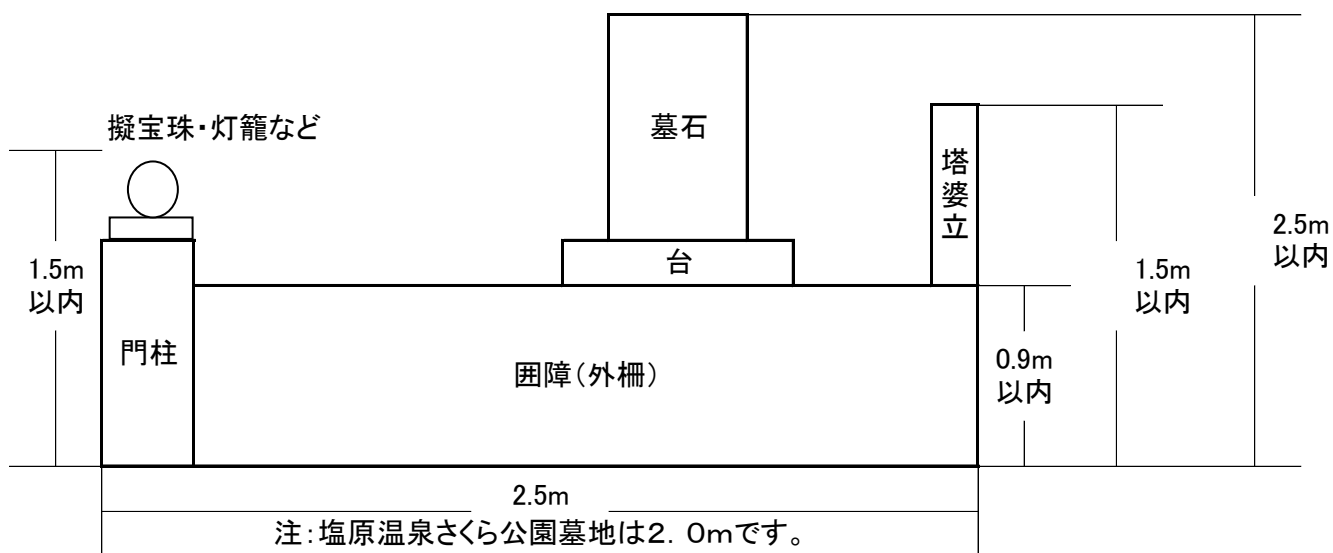 擬宝珠・灯籠など
墓石
塔婆立
2.5m
以内
台
1.5m
以内
1.5m
以内
門柱
囲障（外柵）
0.9m
以内
2.5m
注：塩原温泉さくら公園墓地は２．０ｍです。